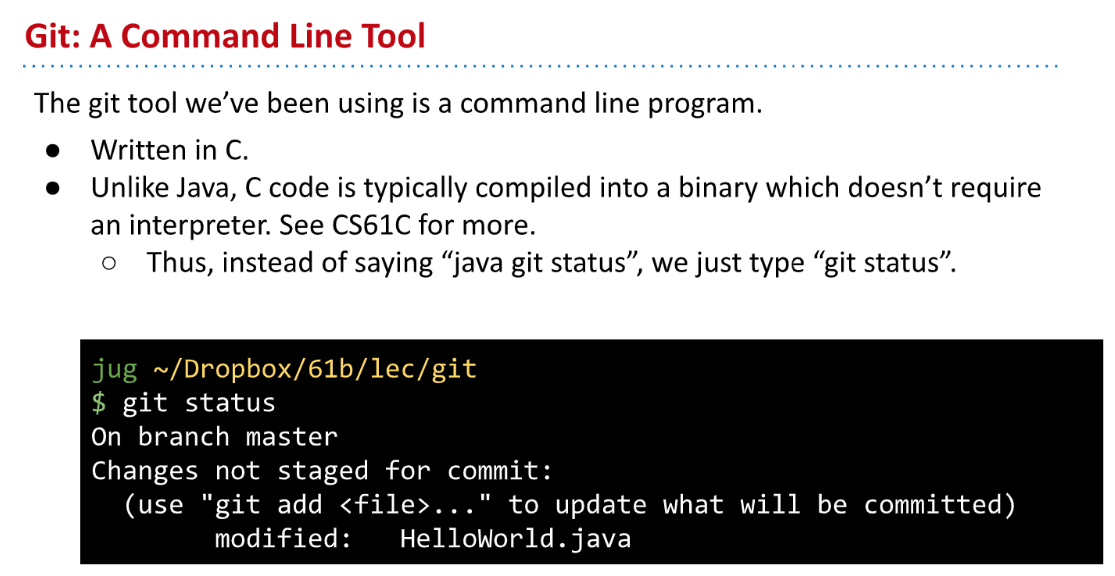 Git: A Command Line Tool
The git tool we’ve been using is a command line program.
● Written in C.
● Unlike Java, C code is typically compiled into a binary which doesn’t require
an interpreter. See CS61C for more.
○ Thus, instead of saying “java git status”, we just type “git status”.
jug ~/Dropbox/61b/lec/git
$ git status
On branch master
Changes not staged for commit:
(use "git add <file>..." to update what will be committed)
modified: HelloWorld.java